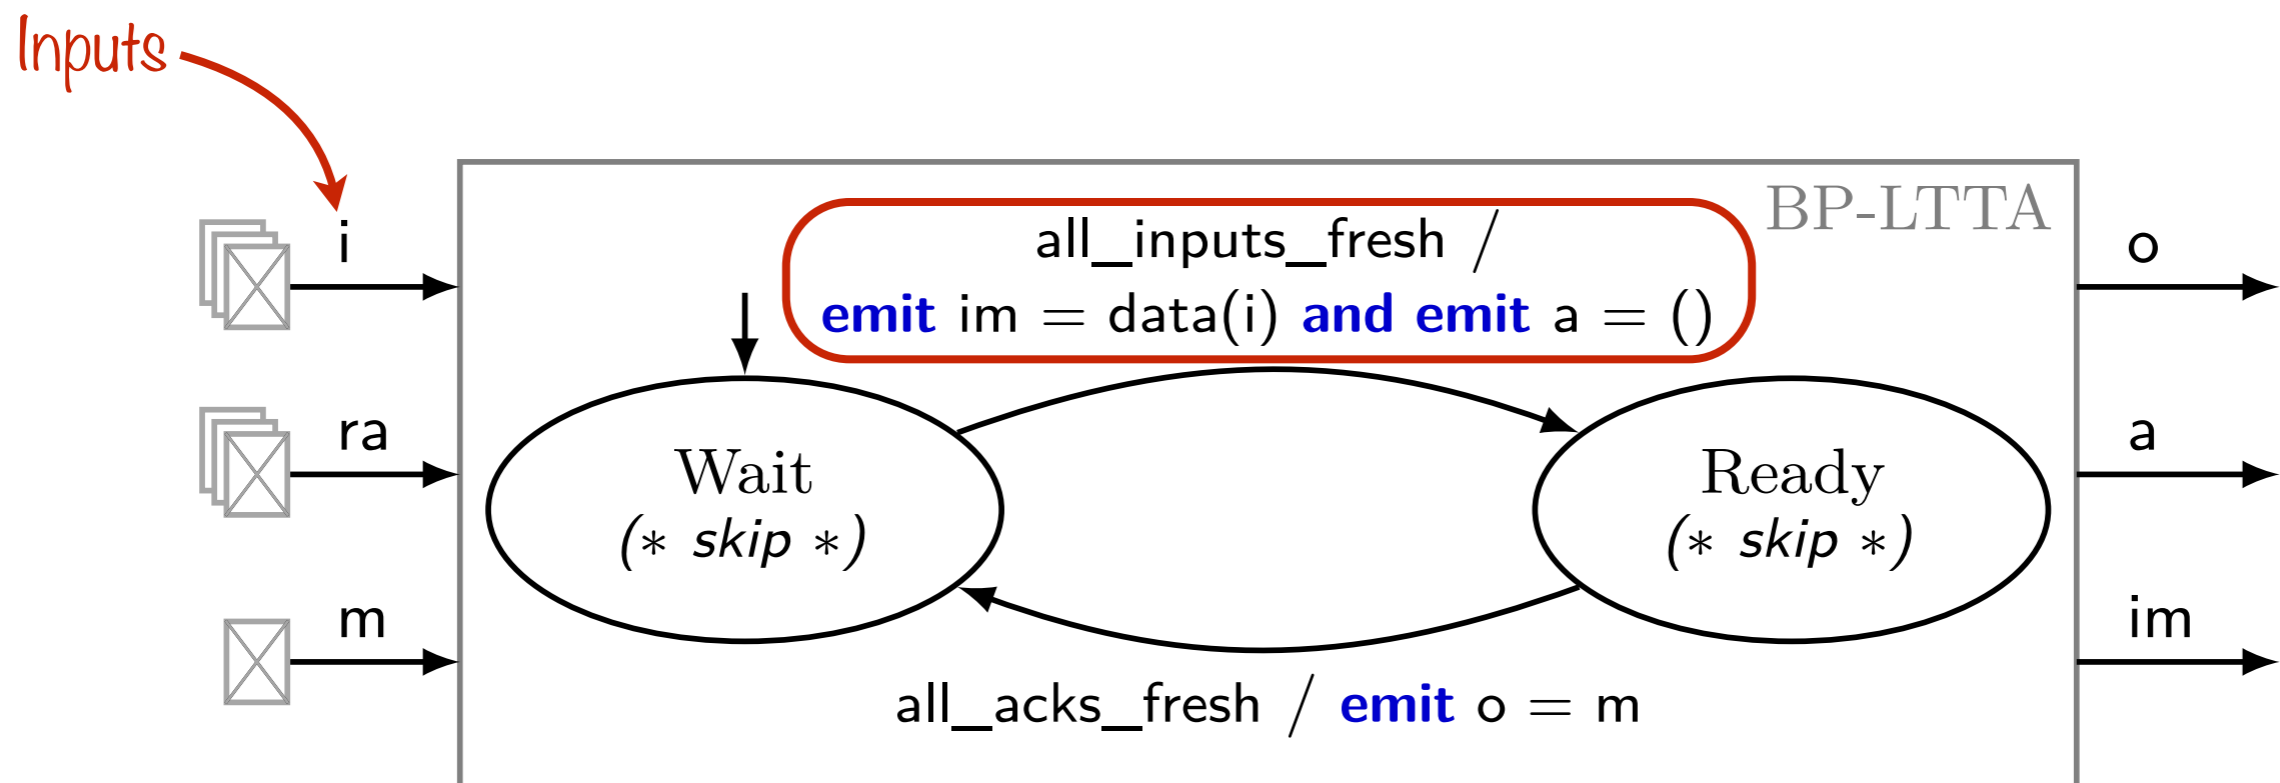 Inputs
BP-LTTA
i
all_inputs_fresh /
emit im = data(i) and emit a = ()
o
ra
Wait
(* skip *)
Ready
(* skip *)
a
m
im
all_acks_fresh / emit o = m